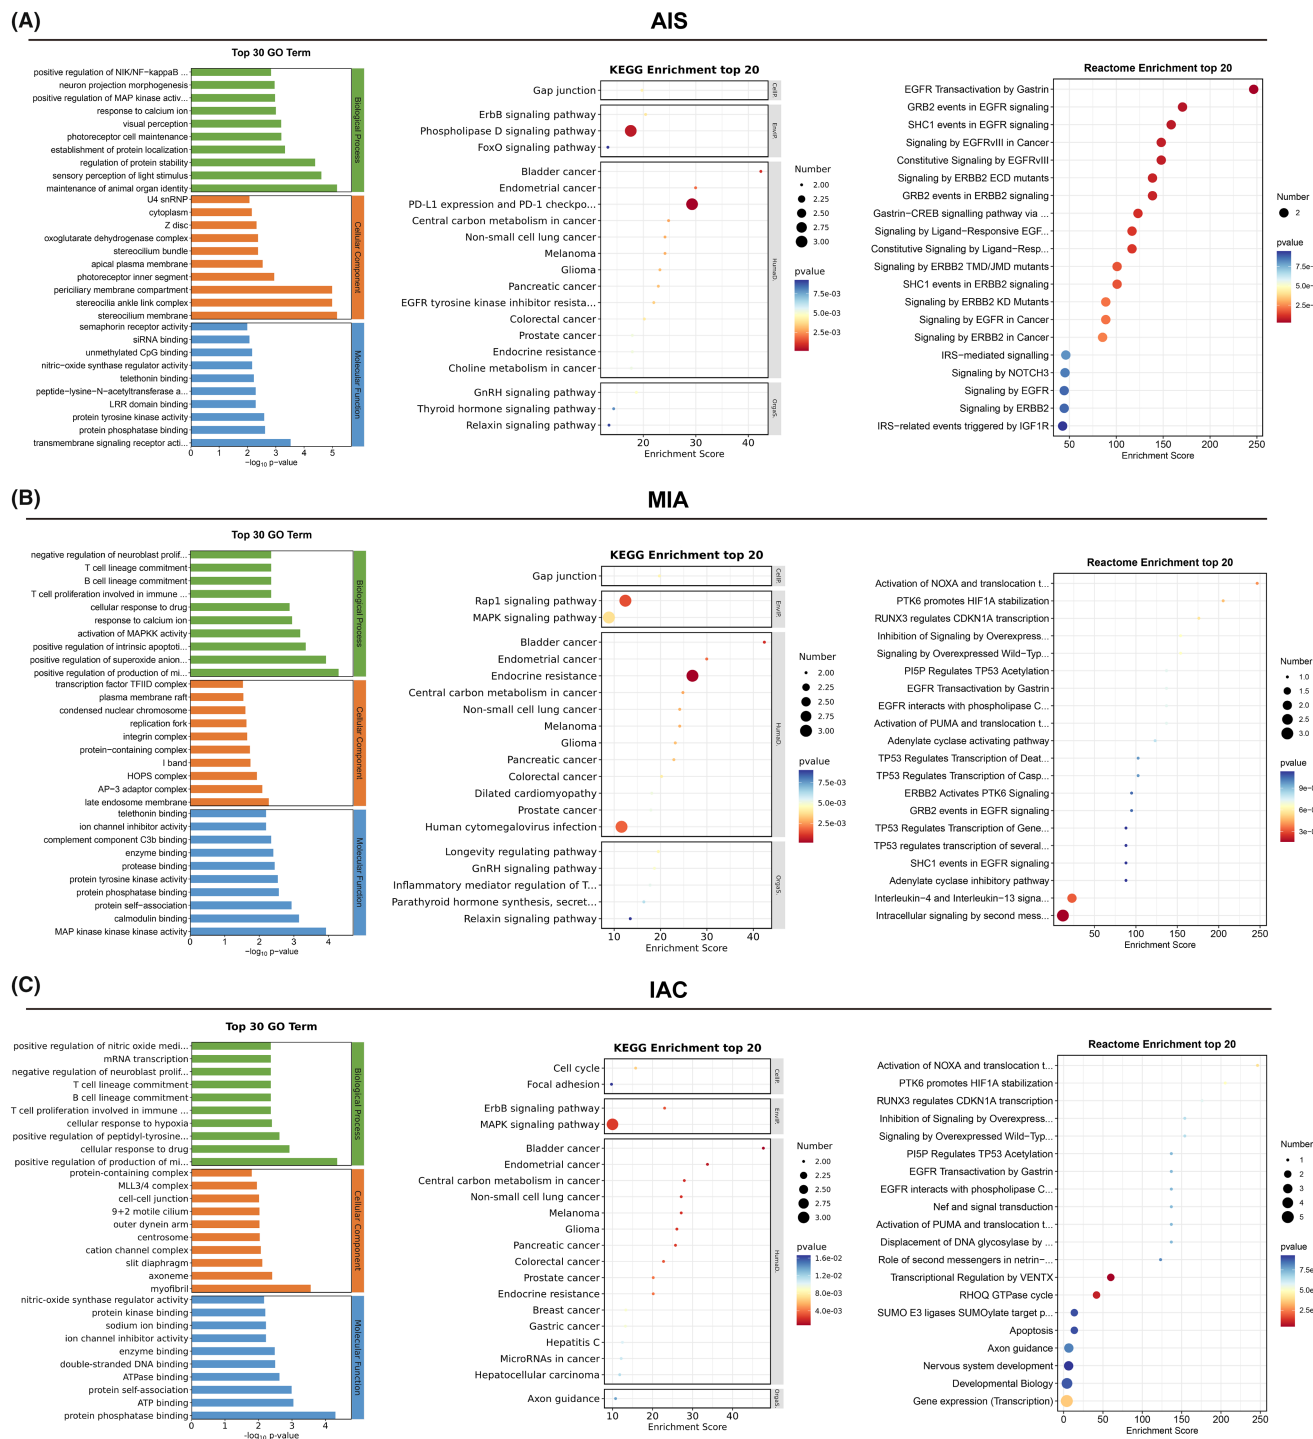 (A)
AIS
Top 30 GO Term
positive regulation of NIK/NF−kappaB ...
neuron projection morphogenesis
positive regulation of MAP kinase activ...
response to calcium ion
visual perception
photoreceptor cell maintenance
establishment of protein localization
regulation of protein stability
sensory perception of light stimulus
maintenance of animal organ identity
Biological Process
U4 snRNP
cytoplasm
Z disc
oxoglutarate dehydrogenase complex
stereocilium bundle
apical plasma membrane
photoreceptor inner segment
periciliary membrane compartment
stereocilia ankle link complex
stereocilium membrane
Cellular Component
semaphorin receptor activity
siRNA binding
unmethylated CpG binding
nitric−oxide synthase regulator activity
telethonin binding
peptide−lysine−N−acetyltransferase a...
LRR domain binding
protein tyrosine kinase activity
protein phosphatase binding
transmembrane signaling receptor acti...
Molecular Function
0 1 2 3 4 5
−log10 p−value
KEGG Enrichment top 20
Gap junction
CellP.
ErbB signaling pathway
Phospholipase D signaling pathway
FoxO signaling pathway
EnvIP.
Bladder cancer
Endometrial cancer
PD-L1 expression and PD-1 checkpo...
Central carbon metabolism in cancer
Non-small cell lung cancer
Melanoma
Glioma
Pancreatic cancer
EGFR tyrosine kinase inhibitor resista...
Colorectal cancer
Prostate cancer
Endocrine resistance
Choline metabolism in cancer
HumaD.
GnRH signaling pathway
Thyroid hormone signaling pathway
Relaxin signaling pathway
OrgaS.
20 30 40
Enrichment Score
Number
2.00
2.25
2.50
2.75
3.00
pvalue
7.5e-03
5.0e-03
2.5e-03
Reactome Enrichment top 20
EGFR Transactivation by Gastrin
GRB2 events in EGFR signaling
SHC1 events in EGFR signaling
Signaling by EGFRvIII in Cancer
Constitutive Signaling by EGFRvIII
Signaling by ERBB2 ECD mutants
GRB2 events in ERBB2 signaling
Gastrin−CREB signalling pathway via ...
Signaling by Ligand−Responsive EGF...
Constitutive Signaling by Ligand−Resp...
Signaling by ERBB2 TMD/JMD mutants
SHC1 events in ERBB2 signaling
Signaling by ERBB2 KD Mutants
Signaling by EGFR in Cancer
Signaling by ERBB2 in Cancer
IRS−mediated signalling
Signaling by NOTCH3
Signaling by EGFR
Signaling by ERBB2
IRS−related events triggered by IGF1R
50 100 150 200 250
Enrichment Score
Number
2
pvalue
7.5e−
5.0e−
2.5e−
(B)
MIA
Top 30 GO Term
negative regulation of neuroblast prolif...
T cell lineage commitment
B cell lineage commitment
T cell proliferation involved in immune ...
cellular response to drug
response to calcium ion
activation of MAPKK activity
positive regulation of intrinsic apoptoti...
positive regulation of superoxide anion...
positive regulation of production of mi...
Biological Process
transcription factor TFIID complex
plasma membrane raft
condensed nuclear chromosome
replication fork
integrin complex
protein−containing complex
I band
HOPS complex
AP−3 adaptor complex
late endosome membrane
Cellular Component
telethonin binding
ion channel inhibitor activity
complement component C3b binding
enzyme binding
protease binding
protein tyrosine kinase activity
protein phosphatase binding
protein self−association
calmodulin binding
MAP kinase kinase kinase activity
Molecular Function
0 1 2 3 4
−log10 p−value
KEGG Enrichment top 20
Gap junction
CellP.
Rap1 signaling pathway
MAPK signaling pathway
EnvIP.
Bladder cancer
Endometrial cancer
Endocrine resistance
Central carbon metabolism in cancer
Non-small cell lung cancer
Melanoma
Glioma
Pancreatic cancer
Colorectal cancer
Dilated cardiomyopathy
Prostate cancer
Human cytomegalovirus infection
HumaD.
Longevity regulating pathway
GnRH signaling pathway
Inflammatory mediator regulation of T...
Parathyroid hormone synthesis, secret...
Relaxin signaling pathway
OrgaS.
10 20 30 40
Enrichment Score
Number
2.00
2.25
2.50
2.75
3.00
pvalue
7.5e-03
5.0e-03
2.5e-03
Reactome Enrichment top 20
Activation of NOXA and translocation t...
PTK6 promotes HIF1A stabilization
RUNX3 regulates CDKN1A transcription
Inhibition of Signaling by Overexpress...
Signaling by Overexpressed Wild−Typ...
PI5P Regulates TP53 Acetylation
EGFR Transactivation by Gastrin
EGFR interacts with phospholipase C...
Activation of PUMA and translocation t...
Adenylate cyclase activating pathway
TP53 Regulates Transcription of Deat...
TP53 Regulates Transcription of Casp...
ERBB2 Activates PTK6 Signaling
GRB2 events in EGFR signaling
TP53 Regulates Transcription of Gene...
TP53 regulates transcription of several...
SHC1 events in EGFR signaling
Adenylate cyclase inhibitory pathway
Interleukin−4 and Interleukin−13 signa...
Intracellular signaling by second mess...
50 100 150 200 250
Enrichment Score
Number
1.0
1.5
2.0
2.5
3.0
pvalue
9e−
6e−
3e−
(C)
IAC
Top 30 GO Term
positive regulation of nitric oxide medi...
mRNA transcription
negative regulation of neuroblast prolif...
T cell lineage commitment
B cell lineage commitment
T cell proliferation involved in immune ...
cellular response to hypoxia
positive regulation of peptidyl-tyrosine...
cellular response to drug
positive regulation of production of mi...
Biological Process
protein-containing complex
MLL3/4 complex
cell-cell junction
9+2 motile cilium
outer dynein arm
centrosome
cation channel complex
slit diaphragm
axoneme
myofibril
Cellular Component
nitric-oxide synthase regulator activity
protein kinase binding
sodium ion binding
ion channel inhibitor activity
enzyme binding
double-stranded DNA binding
ATPase binding
protein self-association
ATP binding
protein phosphatase binding
Molecular Function
0 1 2 3 4
-log10 p-value
KEGG Enrichment top 20
Cell cycle
Focal adhesion
CellP.
ErbB signaling pathway
MAPK signaling pathway
EnvIP.
Bladder cancer
Endometrial cancer
Central carbon metabolism in cancer
Non-small cell lung cancer
Melanoma
Glioma
Pancreatic cancer
Colorectal cancer
Prostate cancer
Endocrine resistance
Breast cancer
Gastric cancer
Hepatitis C
MicroRNAs in cancer
Hepatocellular carcinoma
HumaD.
Axon guidance
OrgaS.
10 20 30 40
Enrichment Score
Number
2.00
2.25
2.50
2.75
3.00
pvalue
1.6e-02
1.2e-02
8.0e-03
4.0e-03
Reactome Enrichment top 20
Activation of NOXA and translocation t...
PTK6 promotes HIF1A stabilization
RUNX3 regulates CDKN1A transcription
Inhibition of Signaling by Overexpress...
Signaling by Overexpressed Wild−Typ...
PI5P Regulates TP53 Acetylation
EGFR Transactivation by Gastrin
EGFR interacts with phospholipase C...
Nef and signal transduction
Activation of PUMA and translocation t...
Displacement of DNA glycosylase by ...
Role of second messengers in netrin−...
Transcriptional Regulation by VENTX
RHOQ GTPase cycle
SUMO E3 ligases SUMOylate target p...
Apoptosis
Axon guidance
Nervous system development
Developmental Biology
Gene expression (Transcription)
0 50 100 150 200 250
Enrichment Score
Number
1
2
3
4
5
pvalue
7.5e
5.0e
2.5e